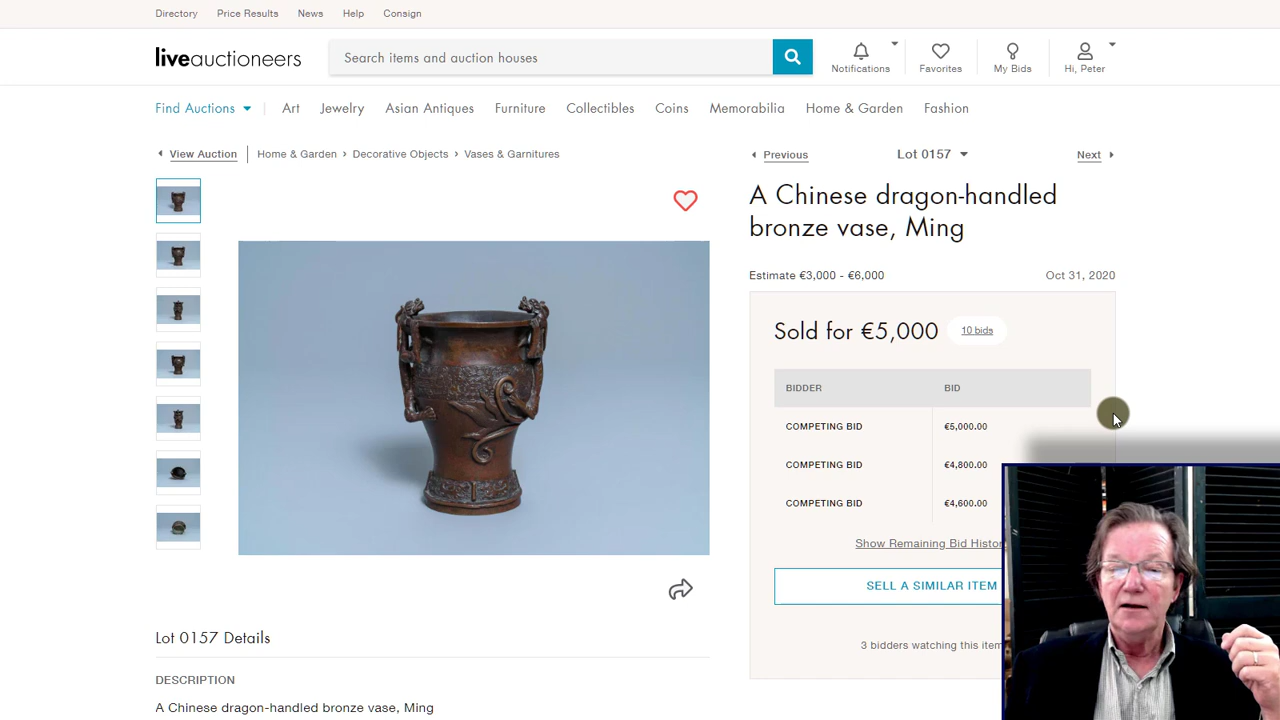 Directory Price Results News Help Consign
liveauctioneers
Search items and auction houses
Notifications Favorites My Bids Hi, Peter
Find Auctions Art Jewelry Asian Antiques Furniture Collectibles Coins Memorabilia Home & Garden Fashion
View Auction Home & Garden › Decorative Objects › Vases & Garnitures
Previous Lot 0157 Next
A Chinese dragon-handled
bronze vase, Ming
Estimate €3,000 - €6,000 Oct 31, 2020
Sold for €5,000 10 bids
BIDDER BID
COMPETING BID €5,000.00
COMPETING BID €4,800.00
COMPETING BID €4,600.00
Show Remaining Bid Histor
SELL A SIMILAR ITEM
3 bidders watching this item
Lot 0157 Details
DESCRIPTION
A Chinese dragon-handled bronze vase, Ming